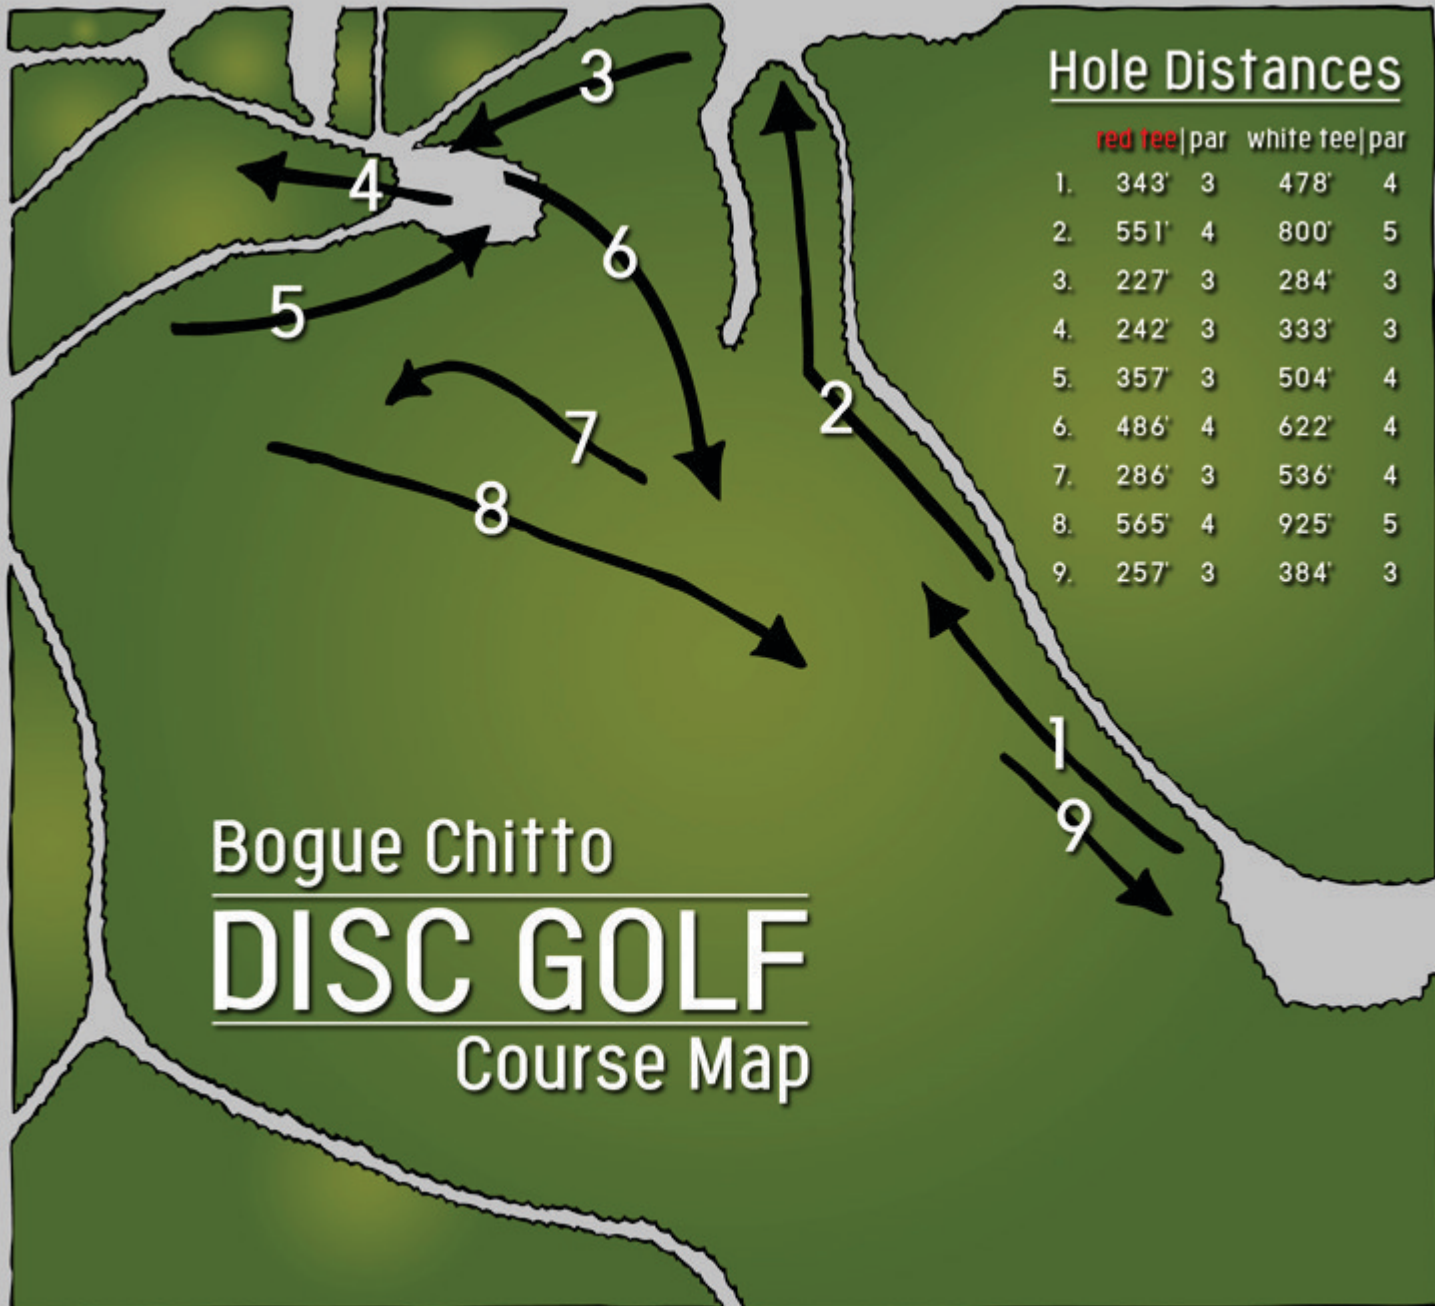 Hole Distances
red tee|par white tee|par
1. 343' 3 478' 4
2. 551' 4 800' 5
3. 227' 3 284' 3
4. 242' 3 333' 3
5. 357' 3 504' 4
6. 486' 4 622' 4
7. 286' 3 536' 4
8. 565' 4 925' 5
9. 257' 3 384' 3
3
4
6
5
2
7
8
1
9
Bogue Chitto
DISC GOLF
Course Map